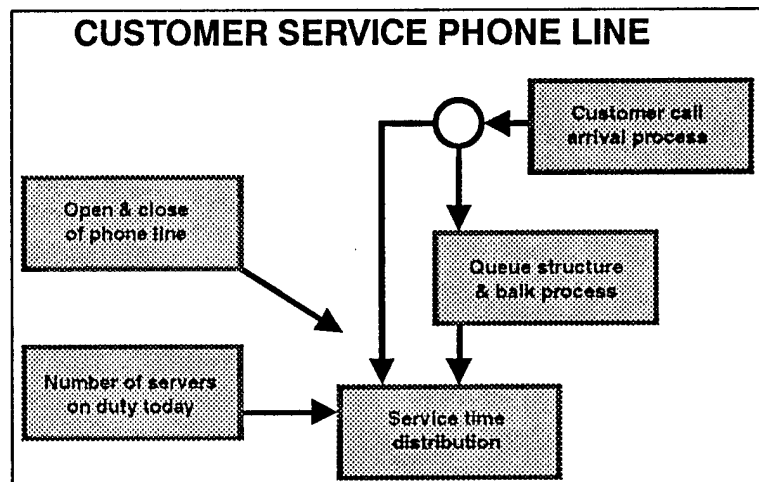 CUSTOMER SERVICE PHONE LINE
Customer call
arrival process
Open & close
of phone line
Queue structure
& balk process
Number of servers
on duty today
Service time
distribution